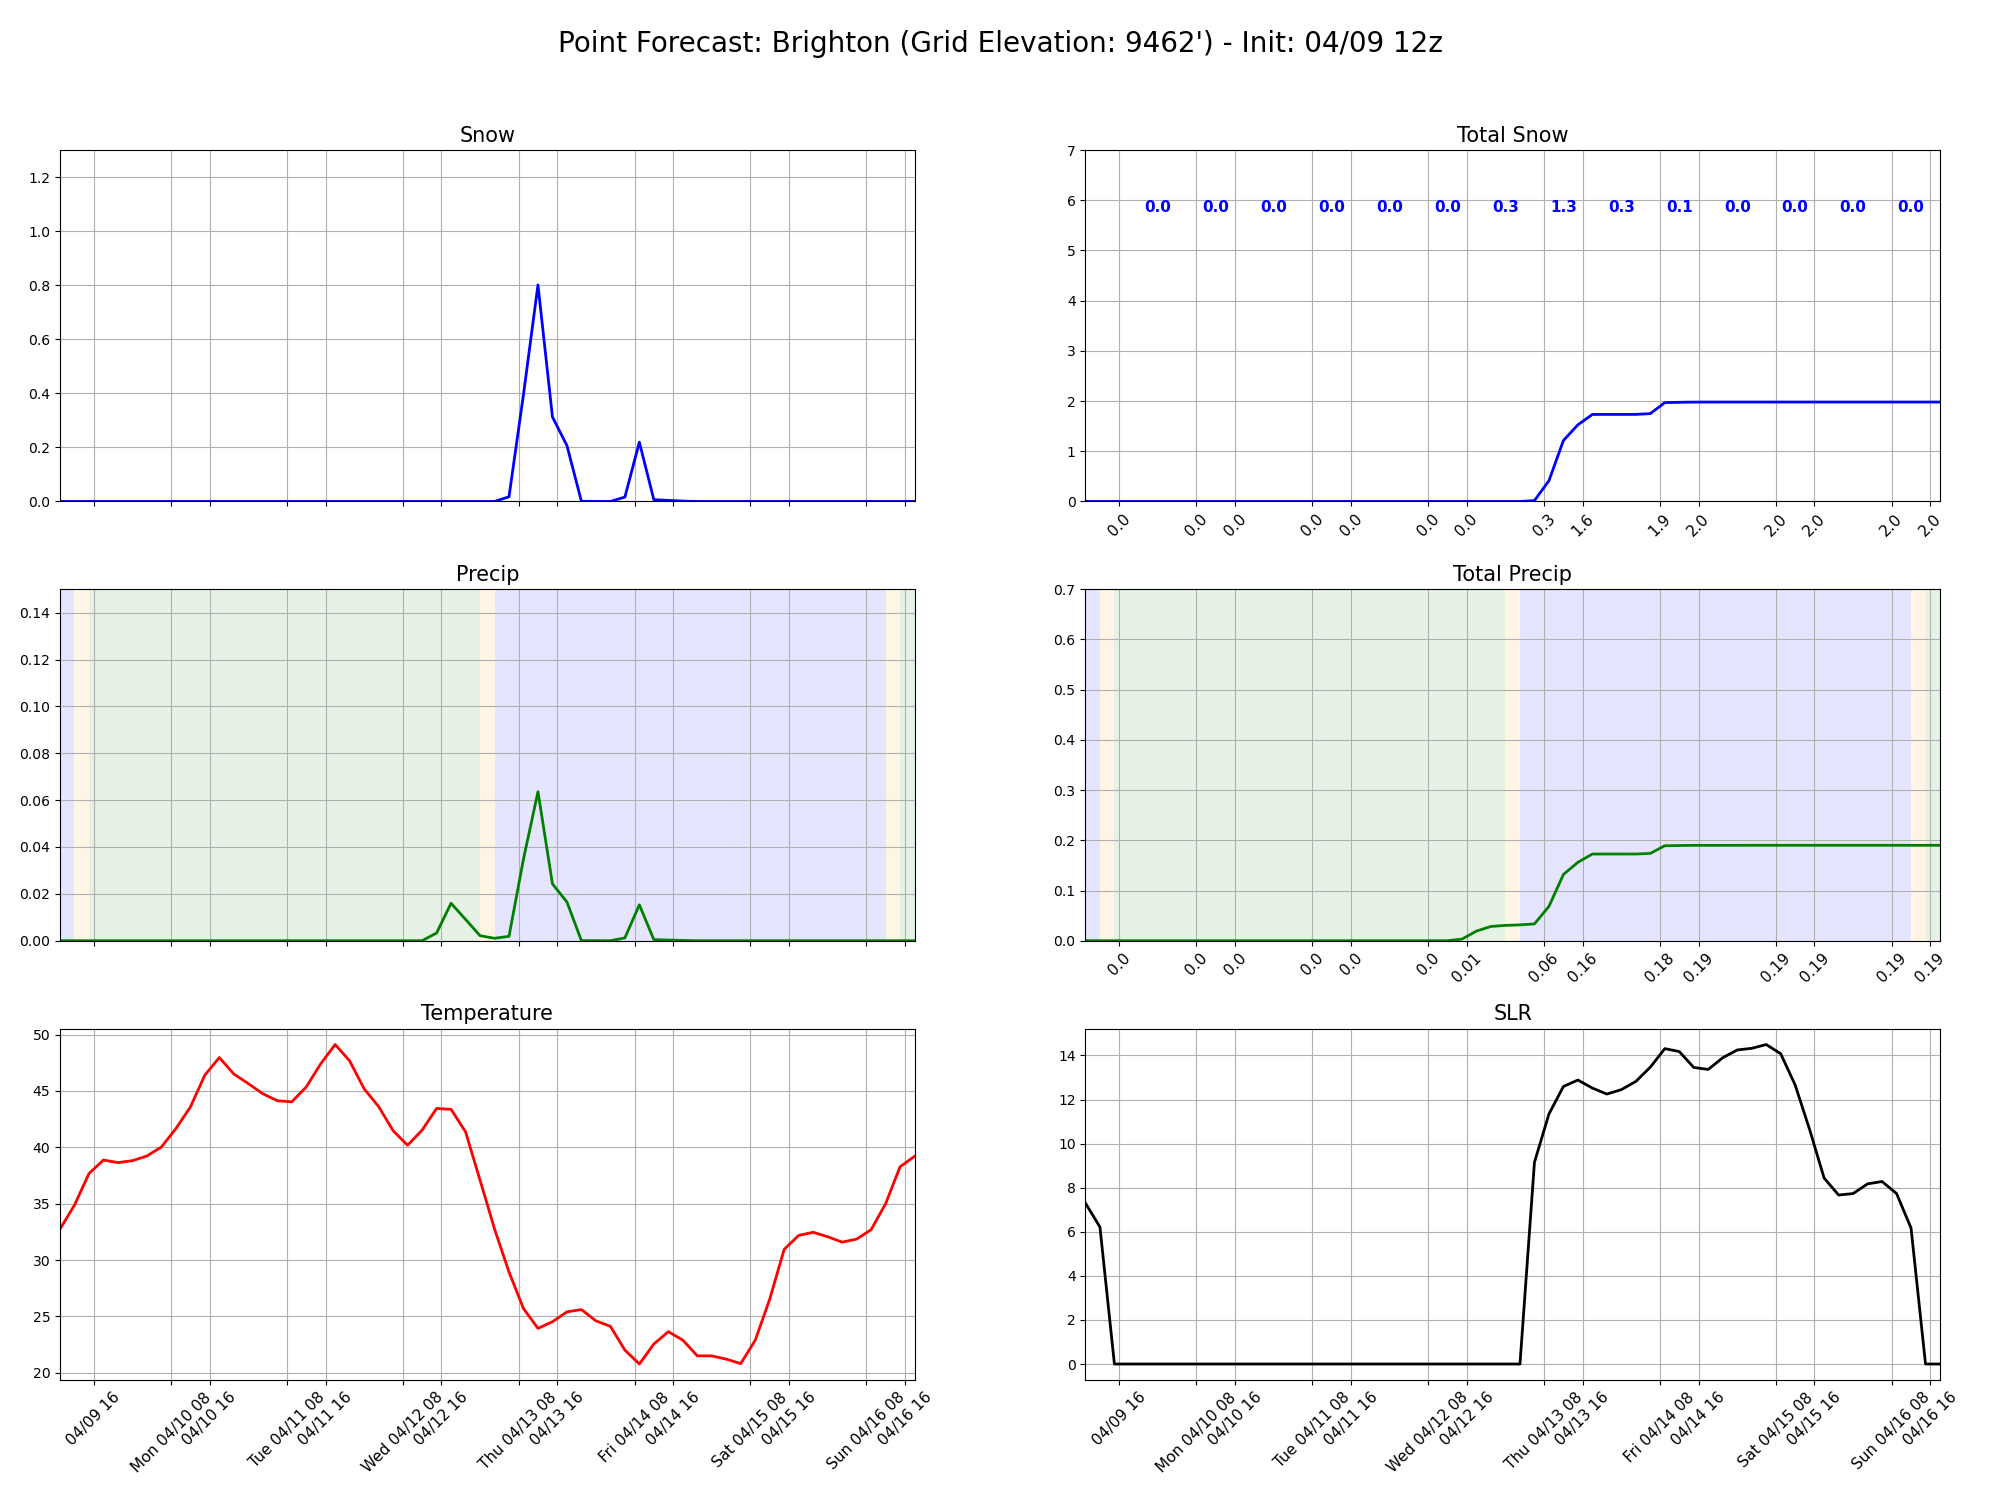 Point Forecast: Brighton (Grid Elevation: 9462') - Init: 04/09 12z
Snow
1.2
1.0
0.8
0.6
0.4
0.2
0.0
Total Snow
7
6
5
4
3
2
1
0
0.0 0.0 0.0 0.0 0.0 0.0 0.3 1.3 0.3 0.1 0.0 0.0 0.0 0.0
0.0 0.0 0.0 0.0 0.0 0.0 0.0 0.3 1.6 1.9 2.0 2.0 2.0 2.0 2.0
Precip
0.14
0.12
0.10
0.08
0.06
0.04
0.02
0.00
Total Precip
0.7
0.6
0.5
0.4
0.3
0.2
0.1
0.0
0.0 0.0 0.0 0.0 0.0 0.0 0.01 0.06 0.16 0.18 0.19 0.19 0.19 0.19 0.19
Temperature
50
45
40
35
30
25
20
04/09 16
Mon 04/10 08
04/10 16
Tue 04/11 08
04/11 16
Wed 04/12 08
04/12 16
Thu 04/13 08
04/13 16
Fri 04/14 08
04/14 16
Sat 04/15 08
04/15 16
Sun 04/16 08
04/16 16
SLR
14
12
10
8
6
4
2
0
04/09 16
Mon 04/10 08
04/10 16
Tue 04/11 08
04/11 16
Wed 04/12 08
04/12 16
Thu 04/13 08
04/13 16
Fri 04/14 08
04/14 16
Sat 04/15 08
04/15 16
Sun 04/16 08
04/16 16